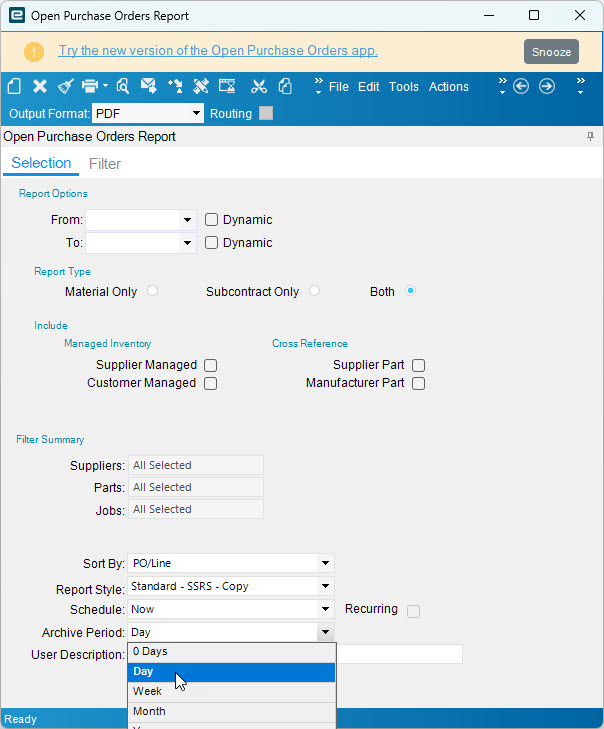 Open Purchase Orders Report
Try the new version of the Open Purchase Orders app.
Snooze
File Edit Tools Actions
Output Format: PDF Routing
Open Purchase Orders Report
Selection Filter
Report Options
From: Dynamic
To: Dynamic
Report Type
Material Only Subcontract Only Both
Include
Managed Inventory Cross Reference
Supplier Managed Supplier Part
Customer Managed Manufacturer Part
Filter Summary
Suppliers: All Selected
Parts: All Selected
Jobs: All Selected
Sort By: PO/Line
Report Style: Standard - SSRS - Copy
Schedule: Now Recurring
Archive Period: Day
User Description: 0 Days
Day
Week
Month
Ready